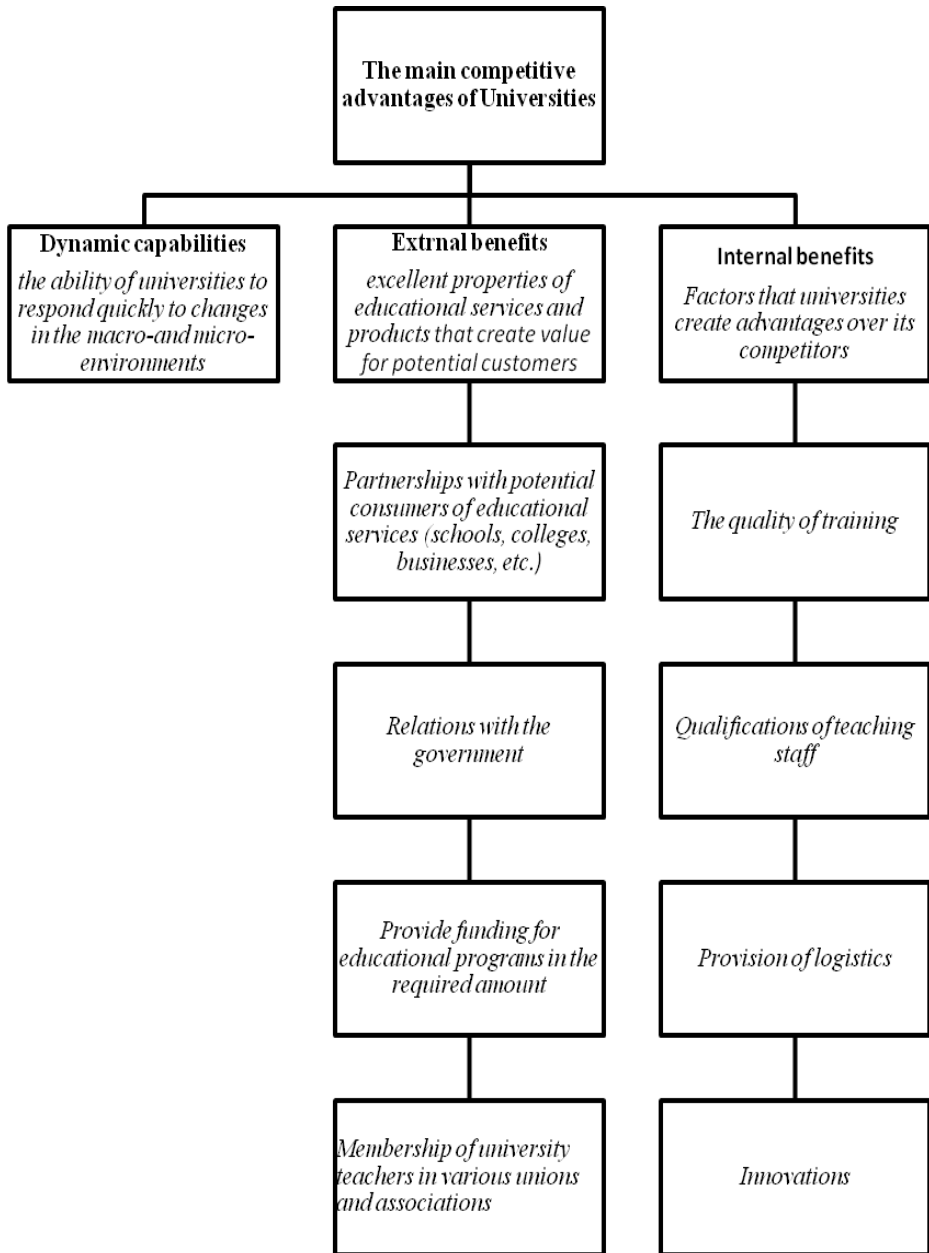 The main competitive
advantages of Universities
Dynamic capabilities
the ability of universities to
respond quickly to changes
in the macro-and micro-
environments
Extrnal benefits
excellent properties of
educational services and
products that create value
for potential customers
Internal benefits
Factors that universities
create advantages over its
competitors
Partnerships with potential
consumers of educational
services (schools, colleges,
businesses, etc.)
The quality of training
Relations with the
government
Qualifications of teaching
staff
Provide funding for
educational programs in the
required amount
Provision of logistics
Membership of university
teachers in various unions
and associations
Innovations